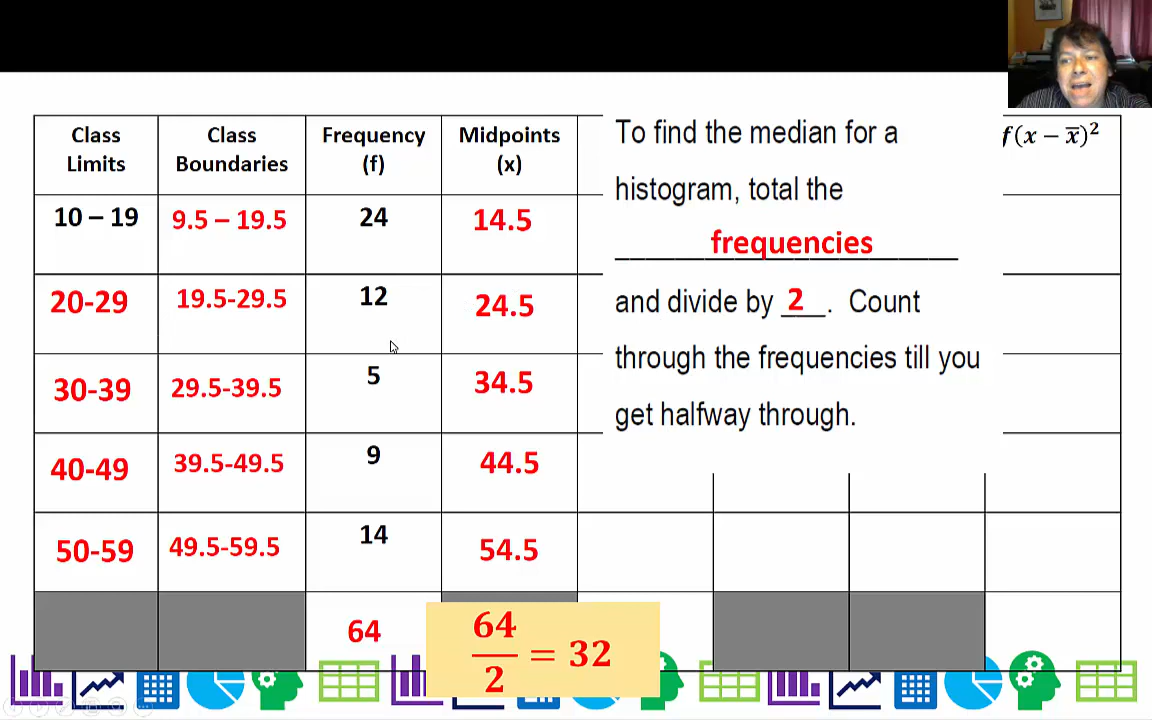 Class Limits
Class Boundaries
Frequency (f)
Midpoints (x)
f(x − x̅)²
10 – 19
9.5 – 19.5
24
14.5
20-29
19.5-29.5
12
24.5
30-39
29.5-39.5
5
34.5
40-49
39.5-49.5
9
44.5
50-59
49.5-59.5
14
54.5
64
64/2 = 32
To find the median for a
histogram, total the
frequencies
and divide by 2. Count
through the frequencies till you
get halfway through.